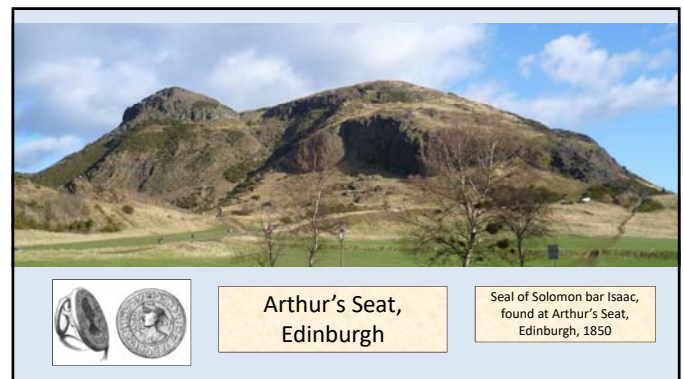 Arthur's Seat,
Edinburgh
Seal of Solomon bar Isaac,
found at Arthur's Seat,
Edinburgh, 1850